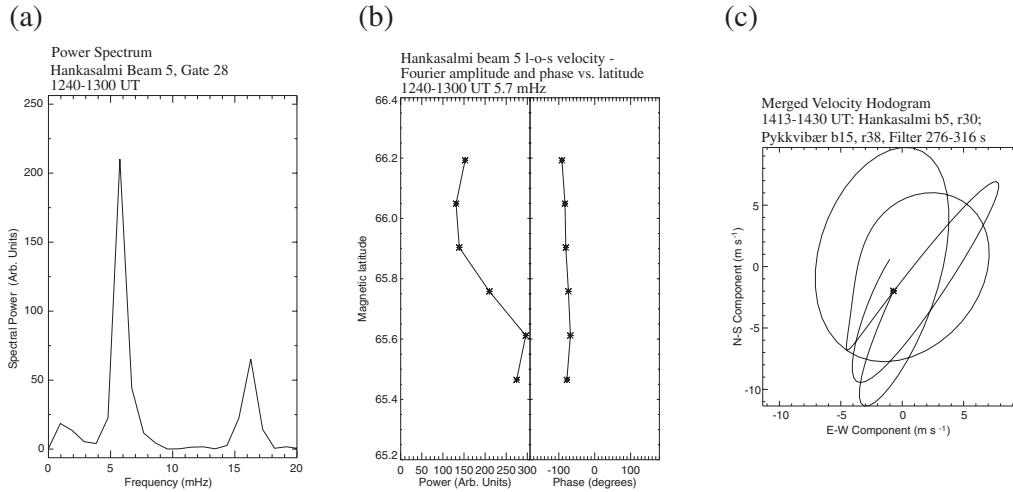 (a)
Power Spectrum
Hankasalmi Beam 5, Gate 28
1240-1300 UT
250
200
150
100
50
0
Spectral Power (Arb. Units)
0 5 10 15 20
Frequency (mHz)
(b)
Hankasalmi beam 5 l-o-s velocity -
Fourier amplitude and phase vs. latitude
1240-1300 UT 5.7 mHz
66.4
66.2
66.0
65.8
65.6
65.4
65.2
Magnetic latitude
0 50 100 150 200 250 300
Power (Arb. Units)
-100 0 100
Phase (degrees)
(c)
Merged Velocity Hodogram
1413-1430 UT: Hankasalmi b5, r30;
Pykkvibær b15, r38, Filter 276-316 s
5
0
-5
-10
N-S Component (m s⁻¹)
-10 -5 0 5
E-W Component (m s⁻¹)